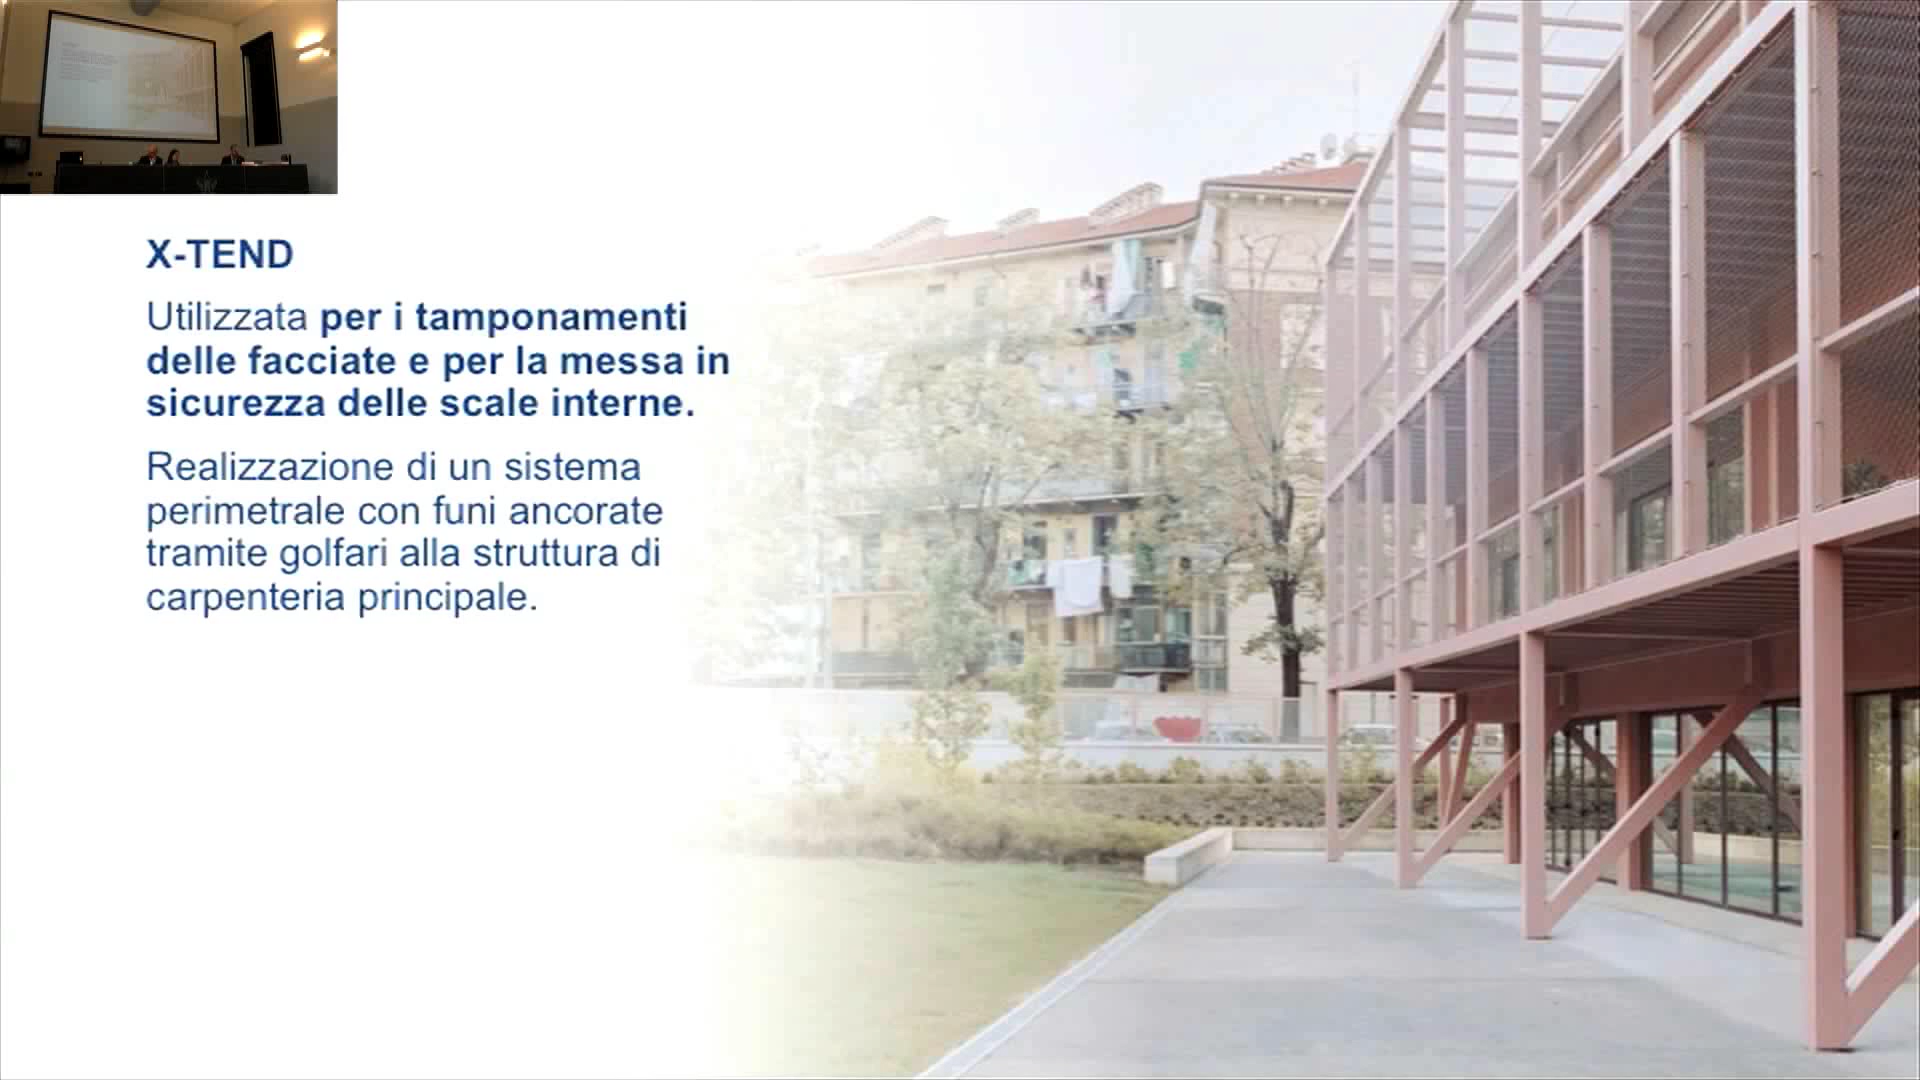 X-TEND
Utilizzata per i tamponamenti
delle facciate e per la messa in
sicurezza delle scale interne.
Realizzazione di un sistema
perimetrale con funi ancorate
tramite golfari alla struttura di
carpenteria principale.